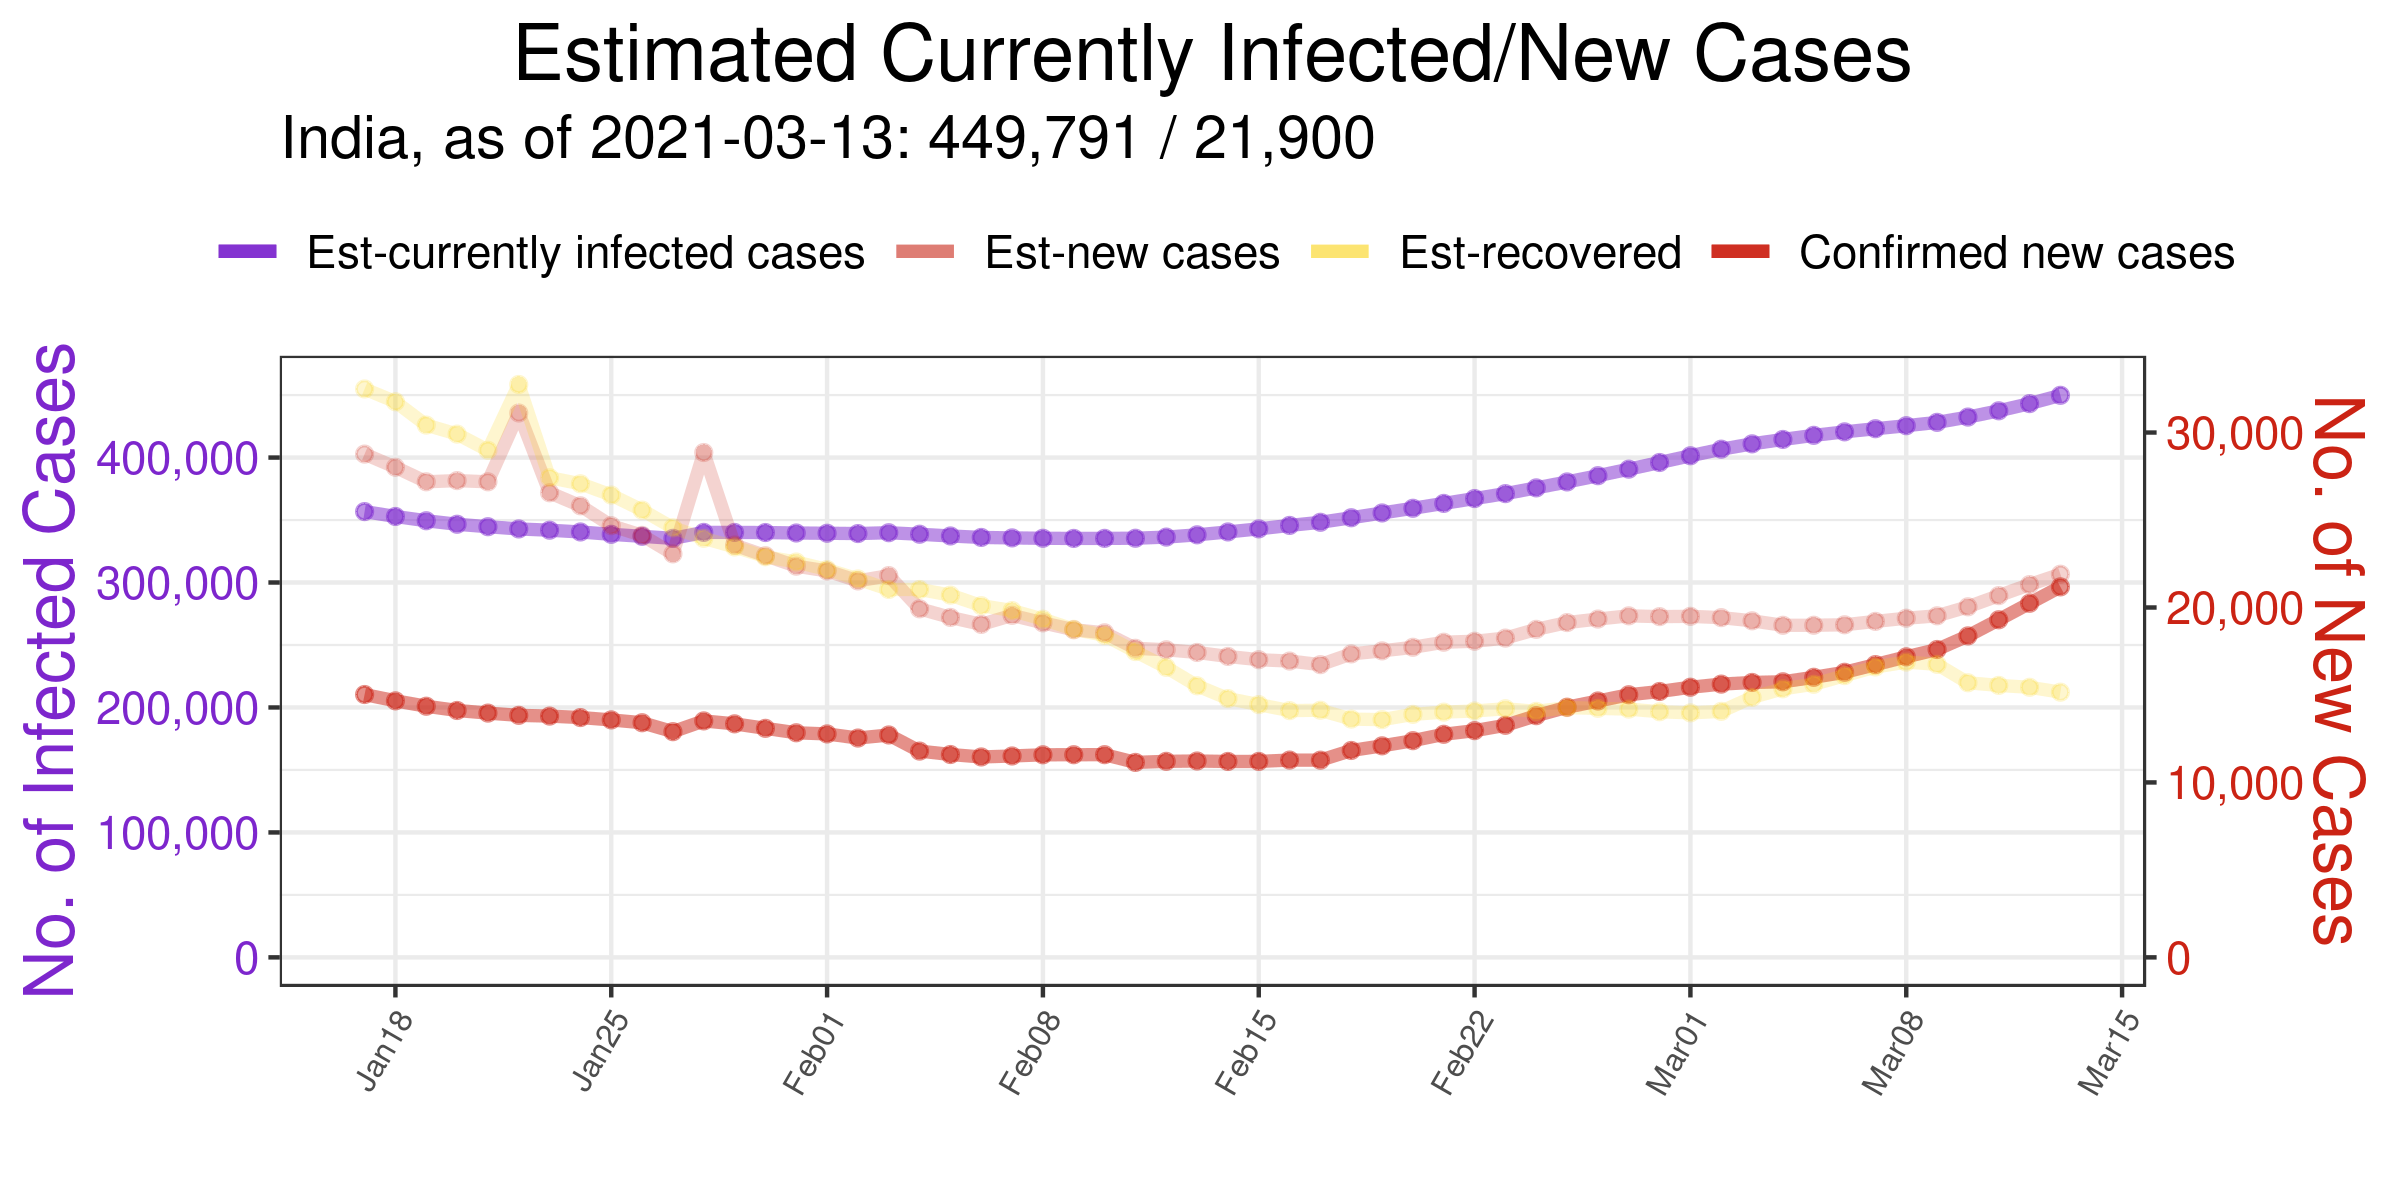 Estimated Currently Infected/New Cases
India, as of 2021-03-13: 449,791 / 21,900
Est-currently infected cases Est-new cases Est-recovered Confirmed new cases
No. of Infected Cases
400,000
300,000
200,000
100,000
0
30,000
20,000
10,000
0
No. of New Cases
Jan18 Jan25 Feb01 Feb08 Feb15 Feb22 Mar01 Mar08 Mar15